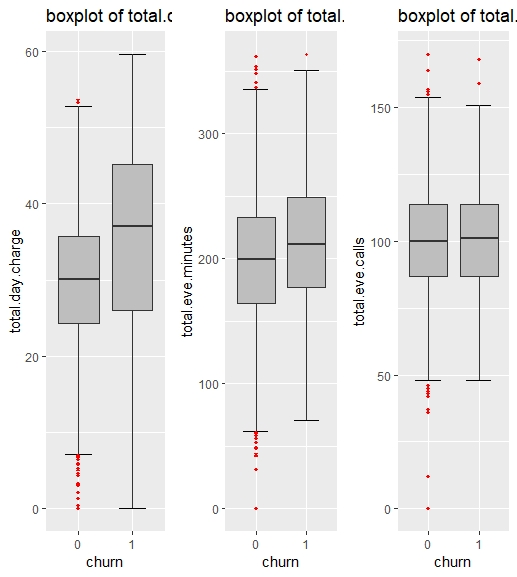 boxplot of total.c
60
40
20
0
total.day.charge
0 1
churn
boxplot of total.
300
200
100
0
total.eve.minutes
0 1
churn
boxplot of total.
150
100
50
0
total.eve.calls
0 1
churn